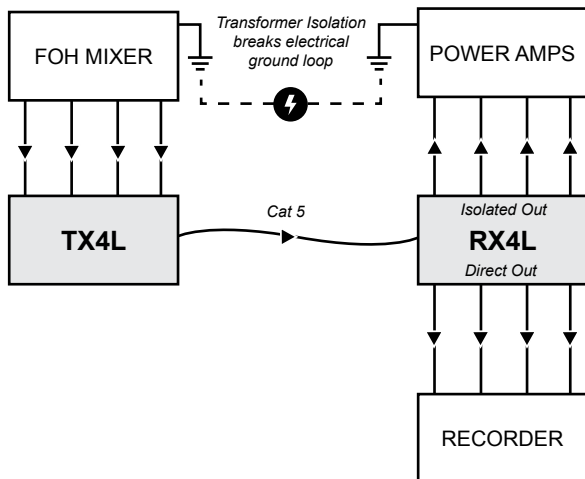 FOH MIXER
Transformer Isolation
breaks electrical
ground loop
POWER AMPS
TX4L
Cat 5
Isolated Out
RX4L
Direct Out
RECORDER